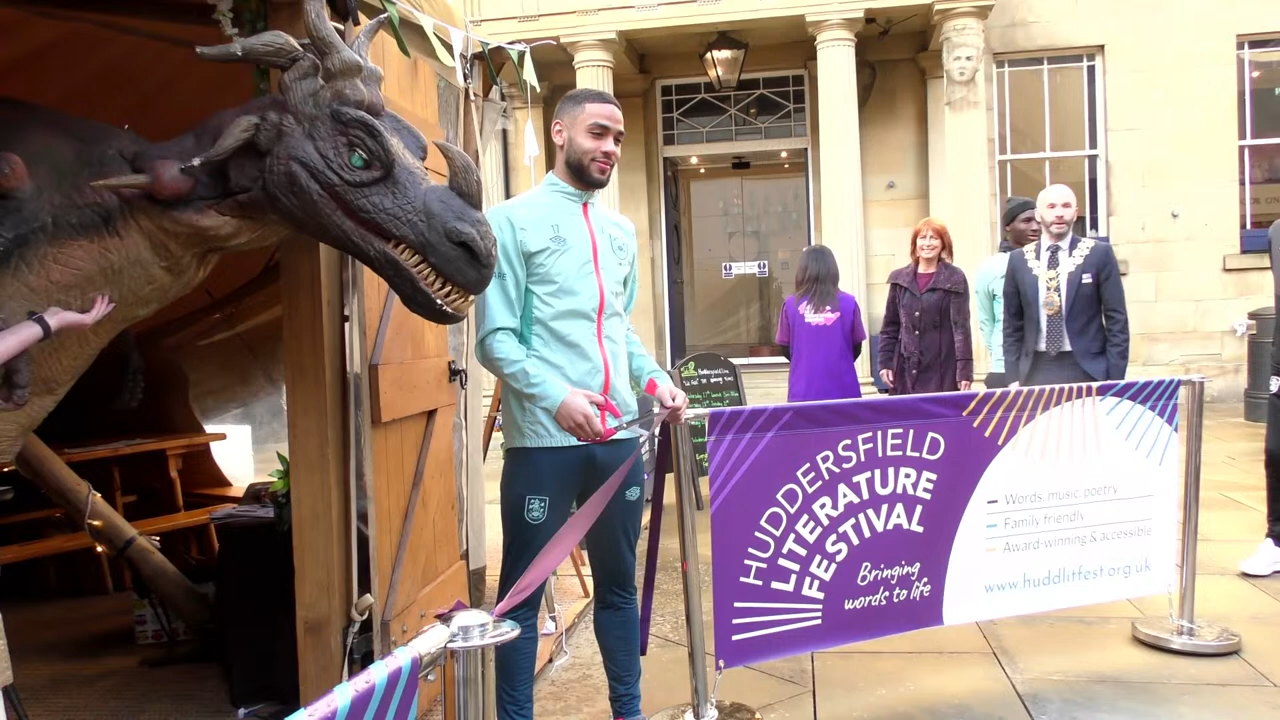 17
HUDDERSFIELD
LITERATURE
FESTIVAL
Bringing
words to life
Words, music, poetry
Family friendly
Award-winning & accessible
www.huddlitfest.org.uk